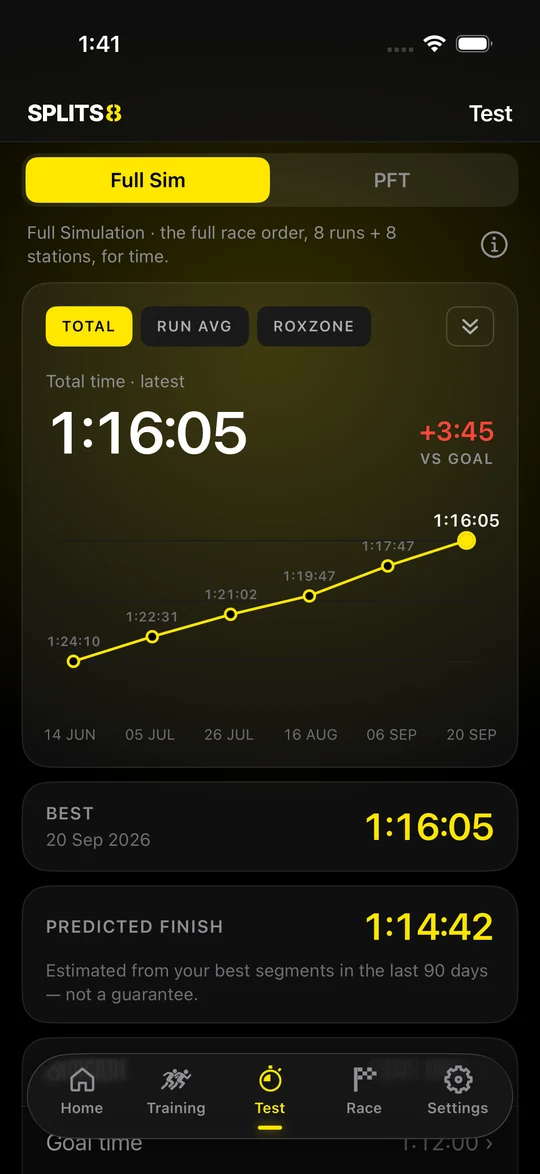 1:41
SPLITS8
Test
Full Sim
PFT
Full Simulation · the full race order, 8 runs + 8
stations, for time.
TOTAL
RUN AVG
ROXZONE
Total time · latest
1:16:05
+3:45
VS GOAL
1:16:05
1:17:47
1:19:47
1:21:02
1:22:31
1:24:10
14 JUN
05 JUL
26 JUL
16 AUG
06 SEP
20 SEP
BEST
20 Sep 2026
1:16:05
PREDICTED FINISH
1:14:42
Estimated from your best segments in the last 90 days
— not a guarantee.
Home
Training
Test
Race
Settings
Goal time
1:12:00 ›